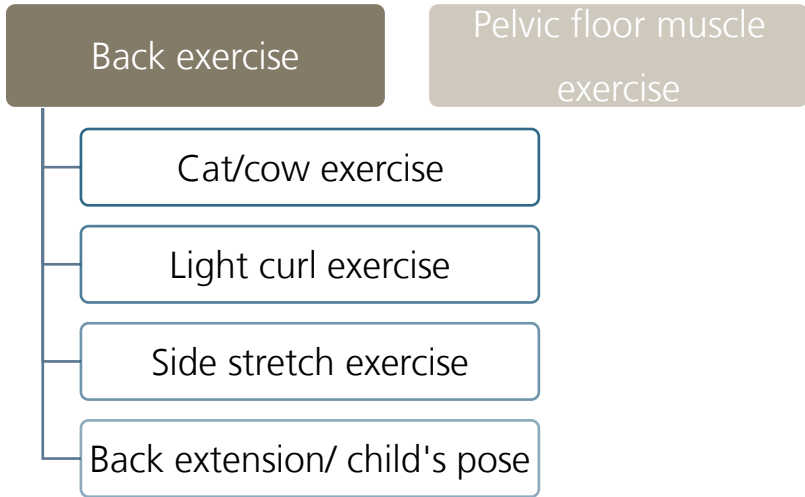 Back exercise
Pelvic floor muscle
exercise
Cat/cow exercise
Light curl exercise
Side stretch exercise
Back extension/ child's pose